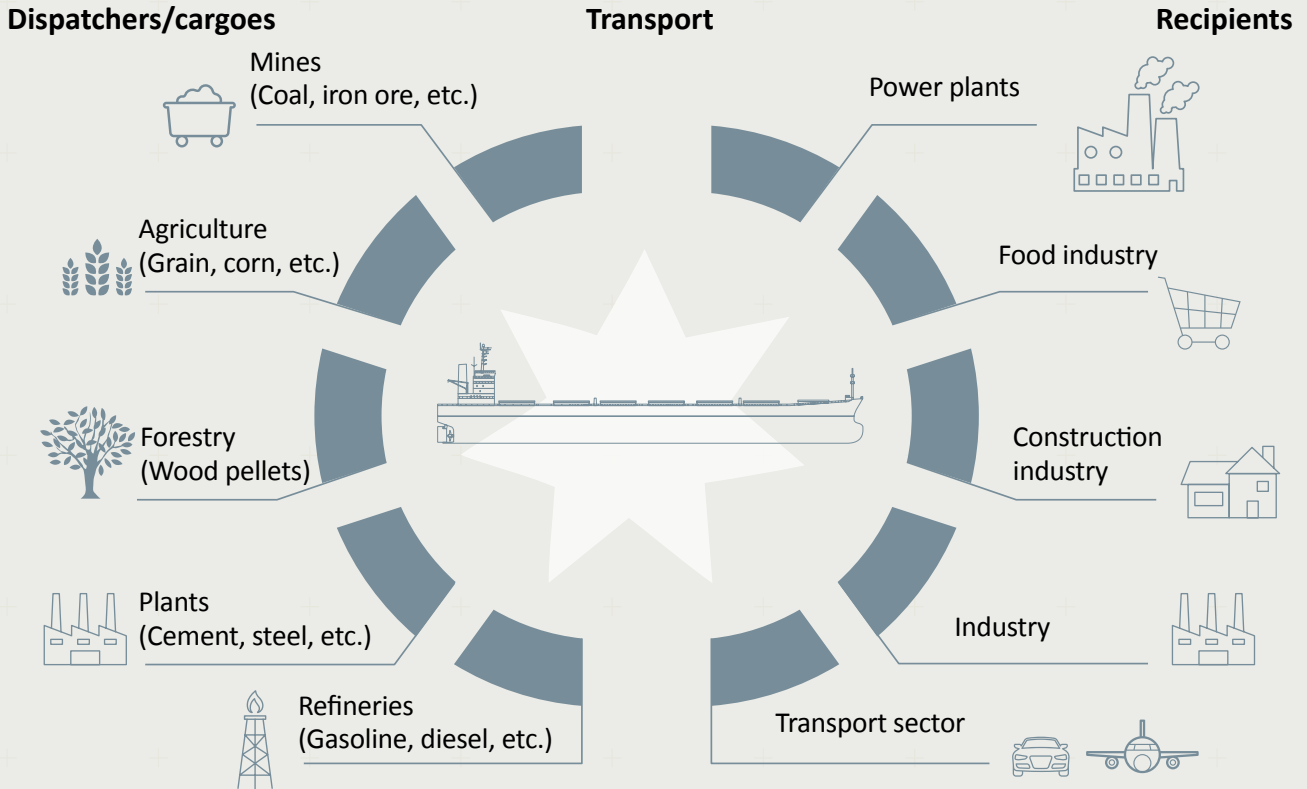 Dispatchers/cargoes
Transport
Recipients
Mines
(Coal, iron ore, etc.)
Agriculture
(Grain, corn, etc.)
Forestry
(Wood pellets)
Plants
(Cement, steel, etc.)
Refineries
(Gasoline, diesel, etc.)
Power plants
Food industry
Construction
industry
Industry
Transport sector